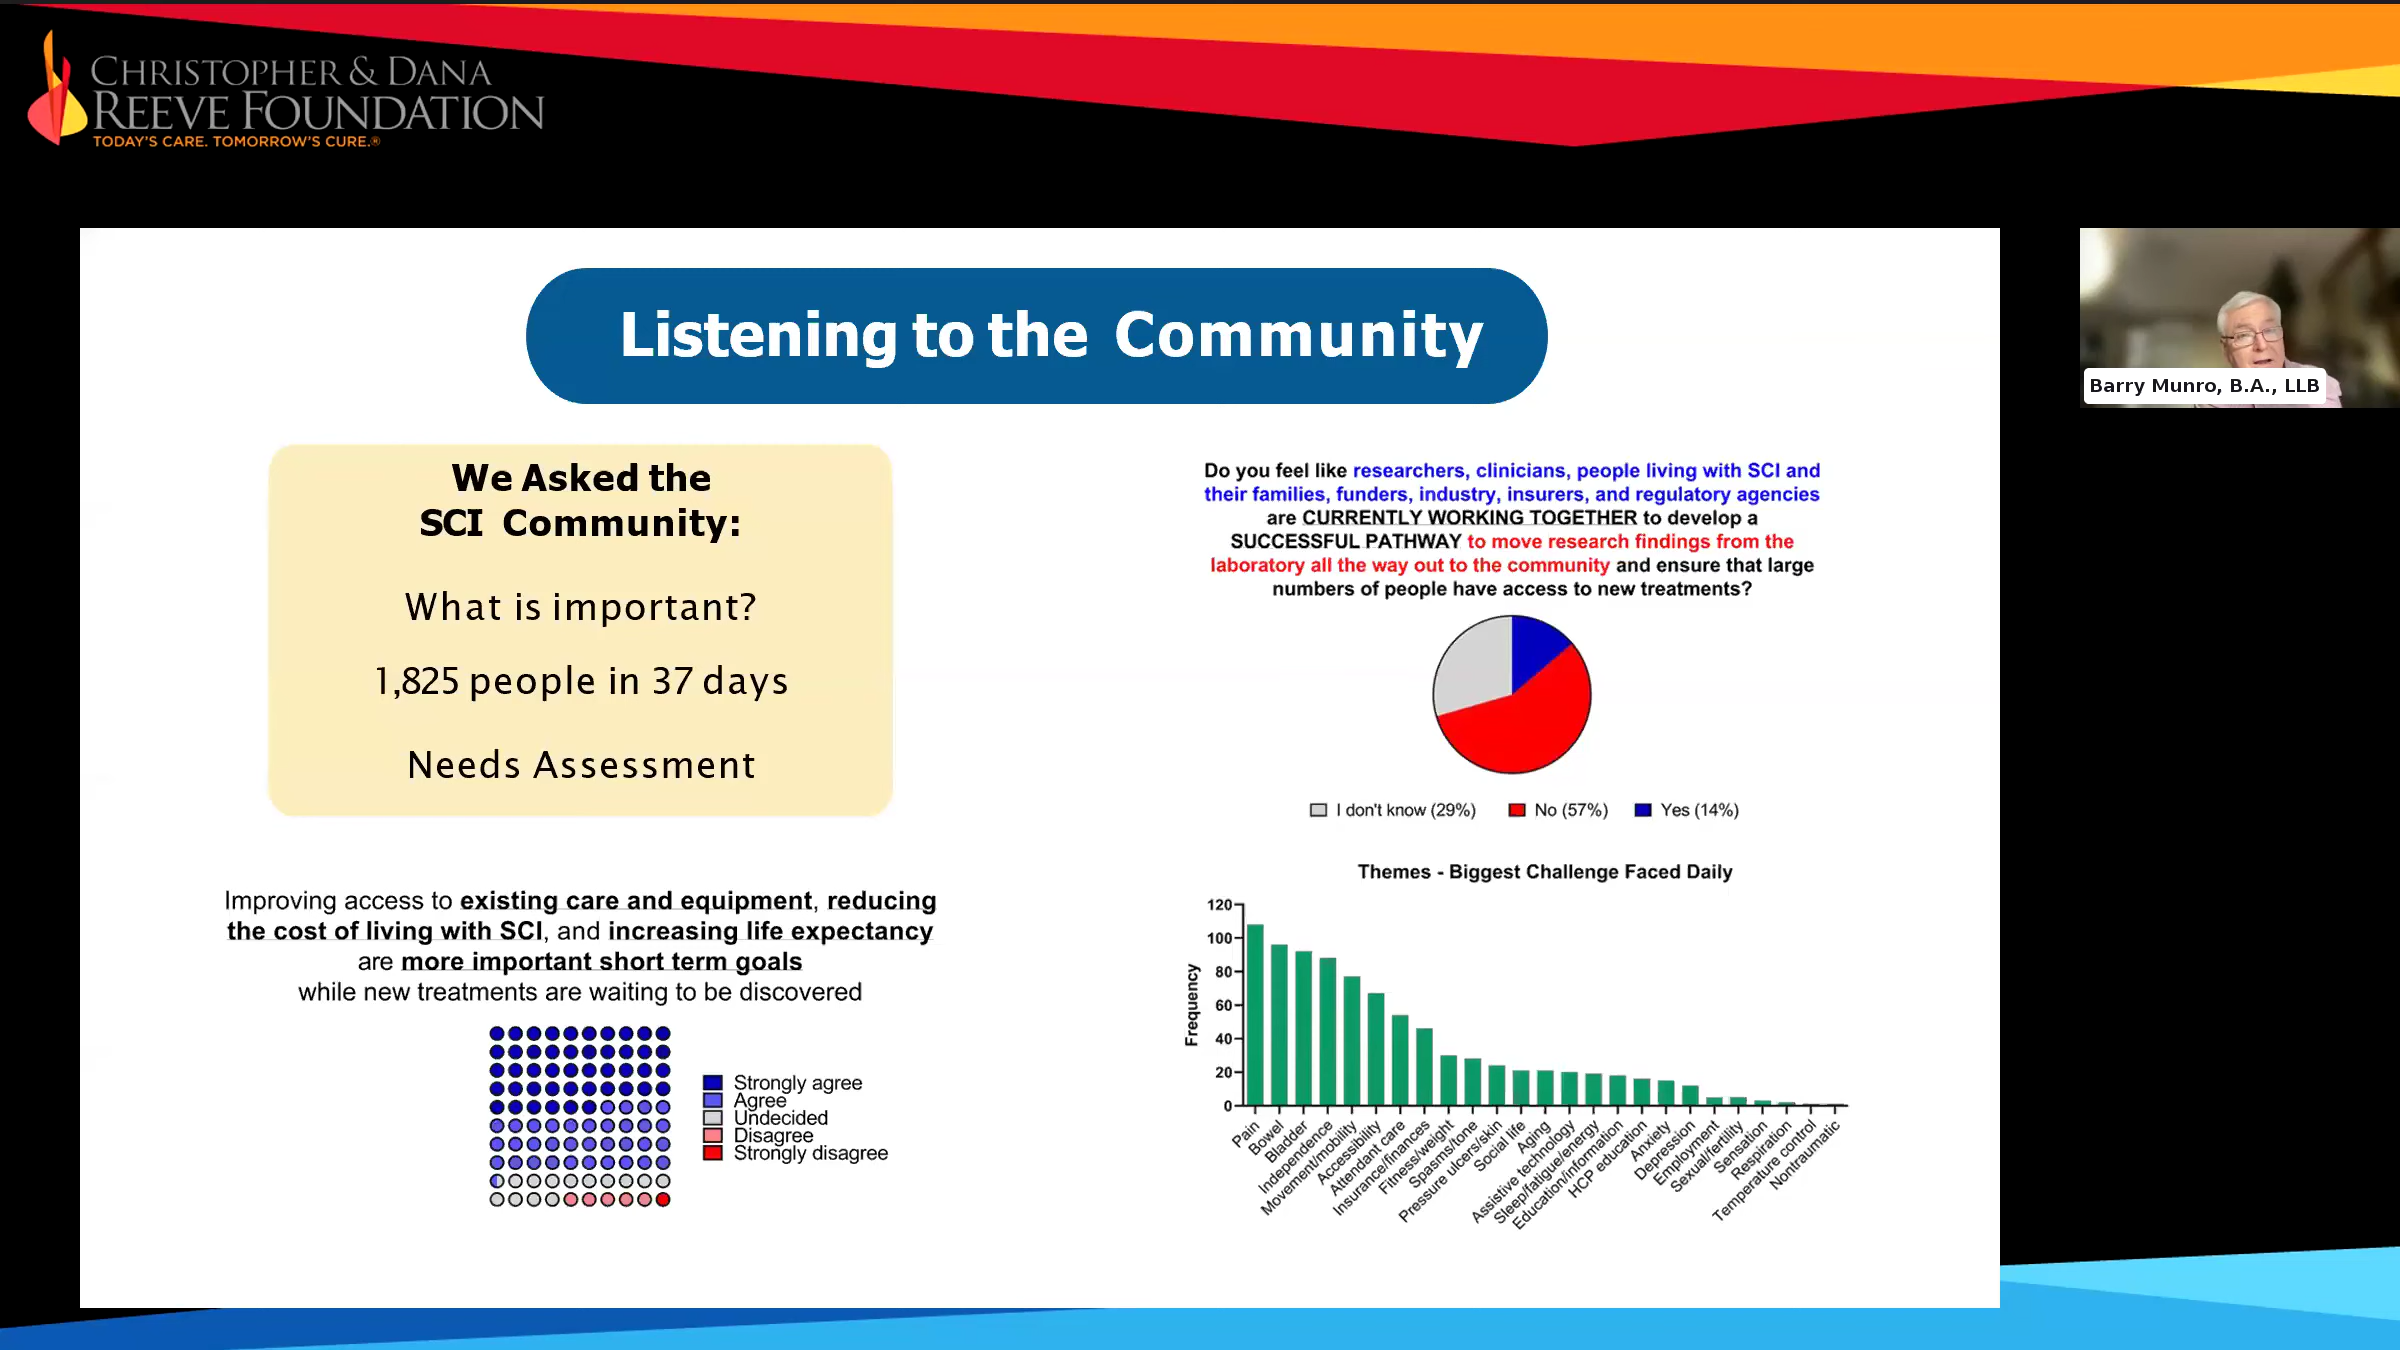 CHRISTOPHER & DANA
REEVE FOUNDATION
TODAY'S CARE. TOMORROW'S CURE.®
Listening to the Community
Barry Munro, B.A., LLB
We Asked the
SCI Community:
What is important?
1,825 people in 37 days
Needs Assessment
Improving access to existing care and equipment, reducing
the cost of living with SCI, and increasing life expectancy
are more important short term goals
while new treatments are waiting to be discovered
Strongly agree
Agree
Undecided
Disagree
Strongly disagree
Do you feel like researchers, clinicians, people living with SCI and
their families, funders, industry, insurers, and regulatory agencies
are CURRENTLY WORKING TOGETHER to develop a
SUCCESSFUL PATHWAY to move research findings from the
laboratory all the way out to the community and ensure that large
numbers of people have access to new treatments?
I don't know (29%)
No (57%)
Yes (14%)
Themes - Biggest Challenge Faced Daily
Frequency
120
100
80
60
40
20
0
Pain
Bowel
Bladder
Independence
Movement/mobility
Accessibility
Attendant care
Insurance/finances
Fitness/weight
Spasms/tone
Pressure ulcers/skin
Social life
Aging
Assistive technology
Sleep/fatigue/energy
Education/information
HCP education
Anxiety
Depression
Employment
Sexual/fertility
Sensation
Respiration
Temperature control
Nontraumatic